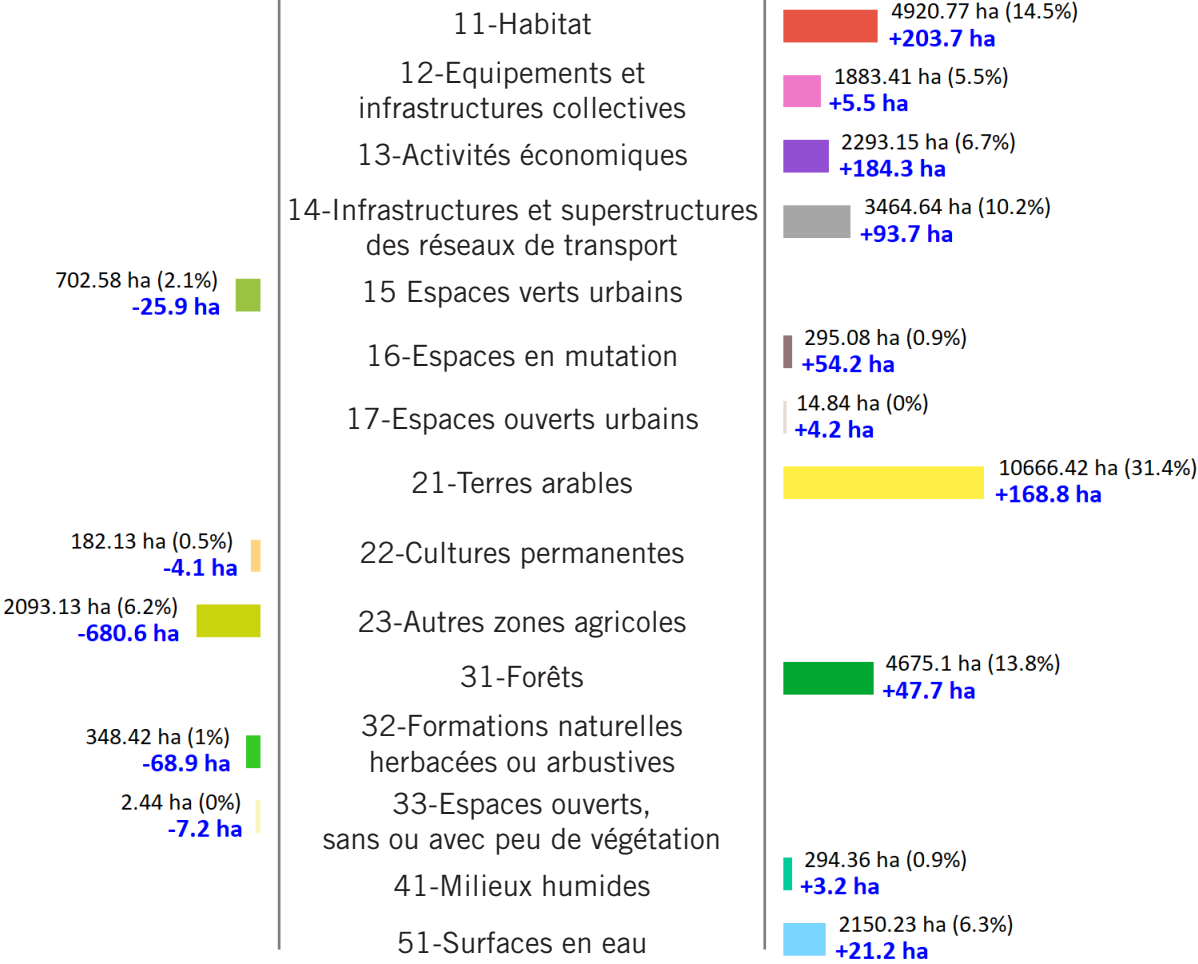 11-Habitat
4920.77 ha (14.5%)
+203.7 ha
12-Equipements et
infrastructures collectives
1883.41 ha (5.5%)
+5.5 ha
13-Activités économiques
2293.15 ha (6.7%)
+184.3 ha
14-Infrastructures et superstructures
des réseaux de transport
3464.64 ha (10.2%)
+93.7 ha
702.58 ha (2.1%)
-25.9 ha
15 Espaces verts urbains
16-Espaces en mutation
295.08 ha (0.9%)
+54.2 ha
17-Espaces ouverts urbains
14.84 ha (0%)
+4.2 ha
21-Terres arables
10666.42 ha (31.4%)
+168.8 ha
182.13 ha (0.5%)
-4.1 ha
22-Cultures permanentes
2093.13 ha (6.2%)
-680.6 ha
23-Autres zones agricoles
31-Forêts
4675.1 ha (13.8%)
+47.7 ha
348.42 ha (1%)
-68.9 ha
32-Formations naturelles
herbacées ou arbustives
2.44 ha (0%)
-7.2 ha
33-Espaces ouverts,
sans ou avec peu de végétation
41-Milieux humides
294.36 ha (0.9%)
+3.2 ha
51-Surfaces en eau
2150.23 ha (6.3%)
+21.2 ha